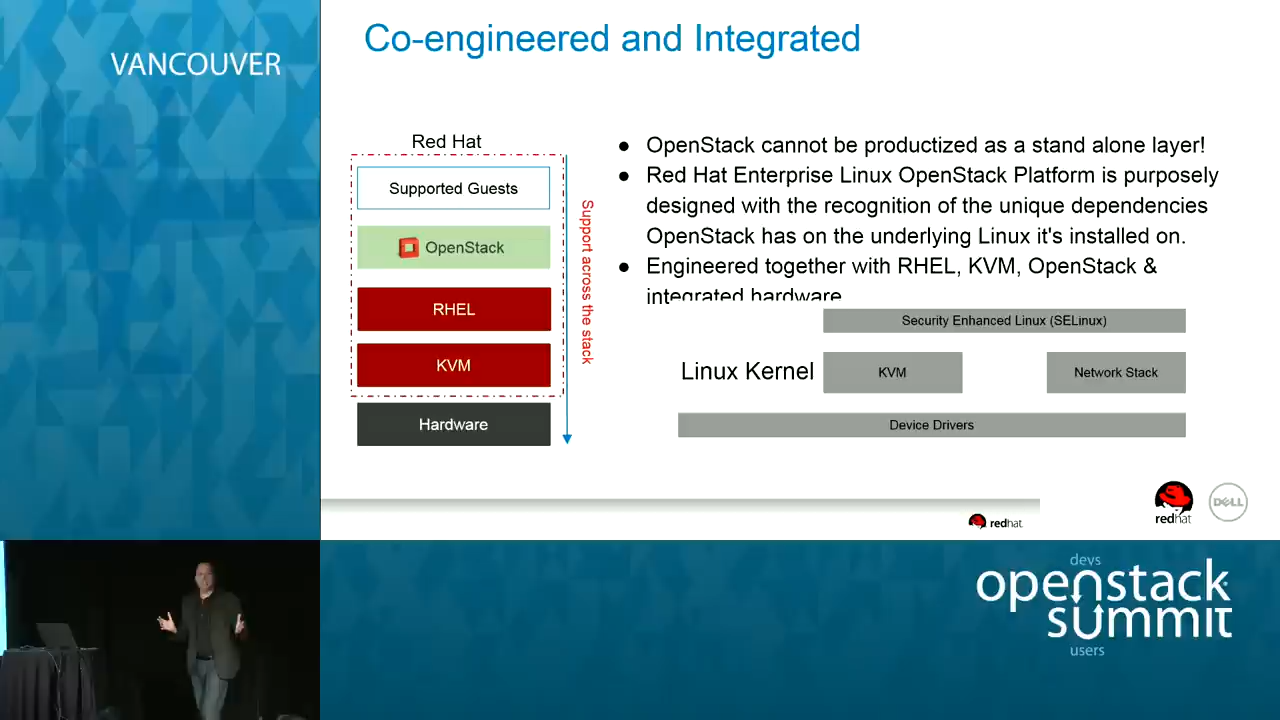 VANCOUVER
Co-engineered and Integrated
Red Hat
Supported Guests
OpenStack
RHEL
KVM
Hardware
Support across the stack
● OpenStack cannot be productized as a stand alone layer!
● Red Hat Enterprise Linux OpenStack Platform is purposely
designed with the recognition of the unique dependencies
OpenStack has on the underlying Linux it's installed on.
● Engineered together with RHEL, KVM, OpenStack &
integrated hardware
Security Enhanced Linux (SELinux)
Linux Kernel
KVM
Network Stack
Device Drivers
redhat
redhat
DELL
devs
openstack
summit
users